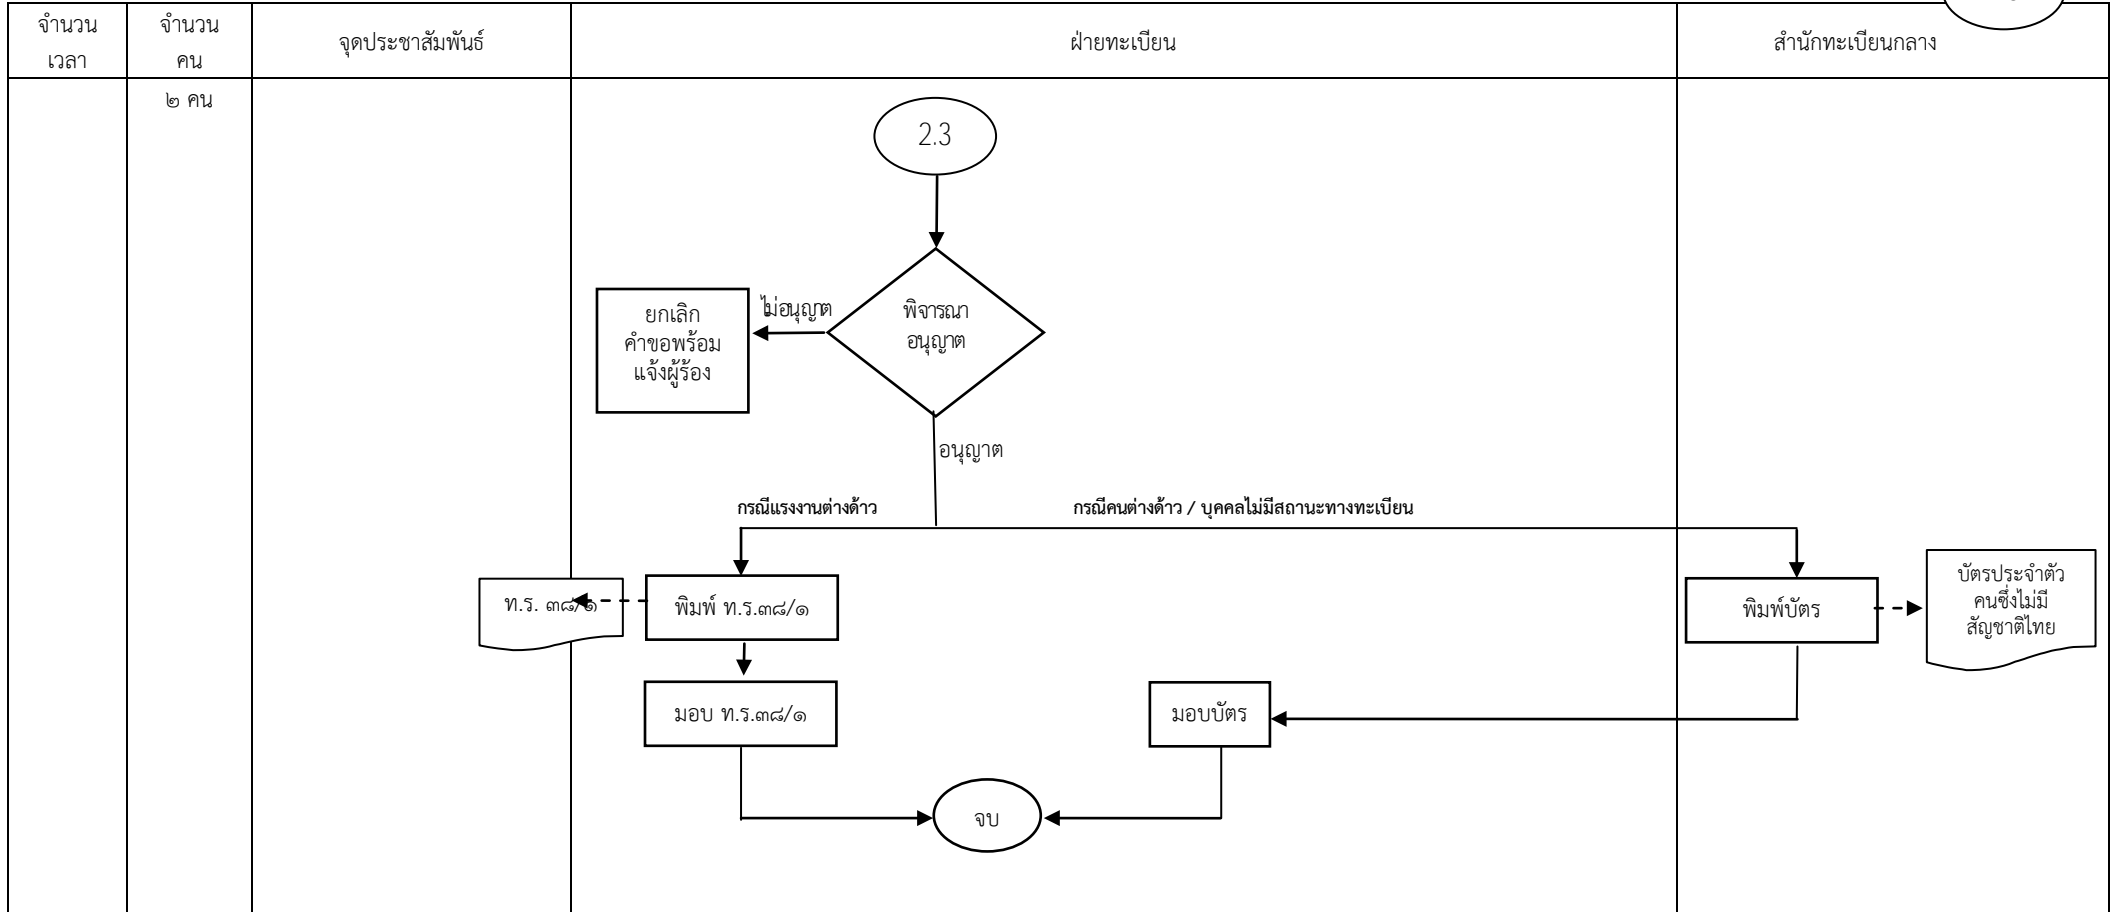 จำนวน
เวลา
จำนวน
คน
จุดประชาสัมพันธ์
ฝ่ายทะเบียน
สำนักทะเบียนกลาง
๒ คน
2.3
พิจารณา
อนุญาต
ไม่อนุญาต
ยกเลิก
คำขอพร้อม
แจ้งผู้ร้อง
อนุญาต
กรณีแรงงานต่างด้าว
กรณีคนต่างด้าว / บุคคลไม่มีสถานะทางทะเบียน
ท.ร. ๓๘/๑
พิมพ์ ท.ร.๓๘/๑
พิมพ์บัตร
บัตรประจำตัว
คนซึ่งไม่มี
สัญชาติไทย
มอบ ท.ร.๓๘/๑
มอบบัตร
จบ